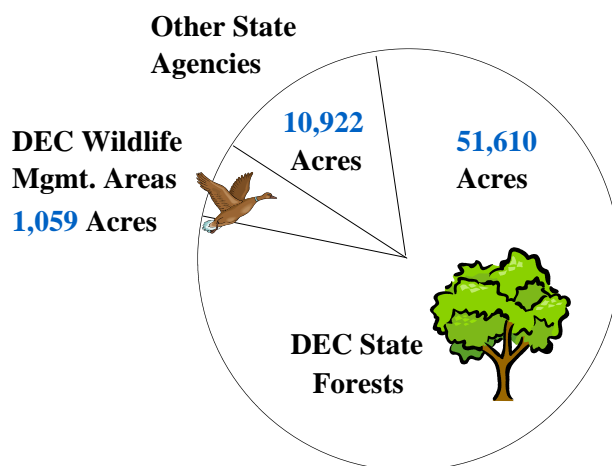 Other State
Agencies
10,922
Acres
51,610
Acres
DEC Wildlife
Mgmt. Areas
1,059 Acres
DEC State
Forests